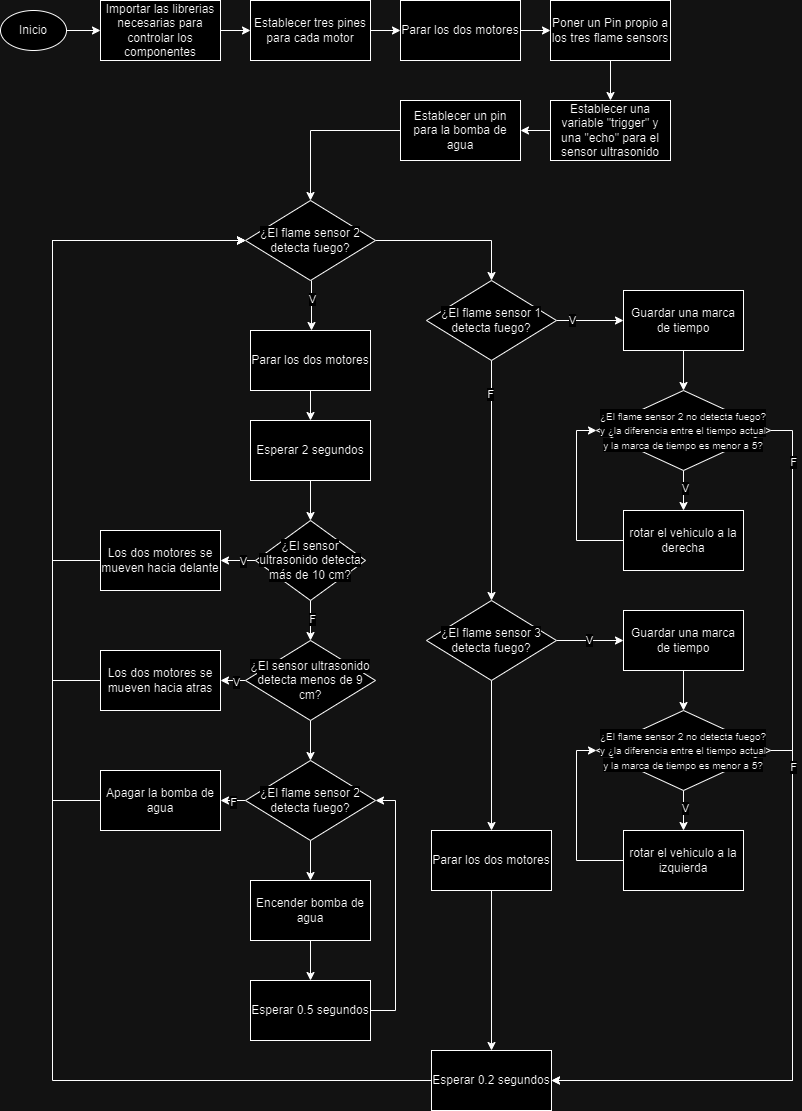 Inicio
Importar las librerias
necesarias para
controlar los
componentes
Establecer tres pines
para cada motor
Parar los dos motores
Poner un Pin propio a
los tres flame sensors
Establecer una
variable "trigger" y
una "echo" para el
sensor ultrasonido
Establecer un pin
para la bomba de
agua
¿El flame sensor 2
detecta fuego?
V
Parar los dos motores
Esperar 2 segundos
¿El sensor
ultrasonido detecta
más de 10 cm?
V
Los dos motores se
mueven hacia delante
F
¿El sensor ultrasonido
detecta menos de 9
cm?
V
Los dos motores se
mueven hacia atras
¿El flame sensor 2
detecta fuego?
F
Apagar la bomba de
agua
Encender bomba de
agua
Esperar 0.5 segundos
¿El flame sensor 1
detecta fuego?
V
Guardar una marca
de tiempo
¿El flame sensor 2 no detecta fuego?
y ¿la diferencia entre el tiempo actual
y la marca de tiempo es menor a 5?
F
V
rotar el vehiculo a la
derecha
F
¿El flame sensor 3
detecta fuego?
V
Guardar una marca
de tiempo
¿El flame sensor 2 no detecta fuego?
y ¿la diferencia entre el tiempo actual
y la marca de tiempo es menor a 5?
F
V
rotar el vehiculo a la
izquierda
Parar los dos motores
Esperar 0.2 segundos